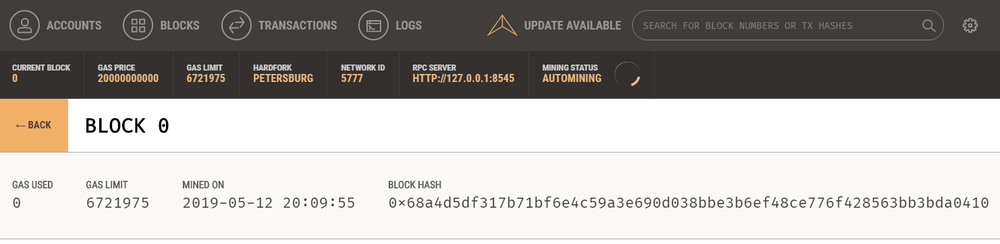 ACCOUNTS BLOCKS TRANSACTIONS LOGS UPDATE AVAILABLE SEARCH FOR BLOCK NUMBERS OR TX HASHES
CURRENT BLOCK GAS PRICE GAS LIMIT HARDFORK NETWORK ID RPC SERVER MINING STATUS
0 20000000000 6721975 PETERSBURG 5777 HTTP://127.0.0.1:8545 AUTOMINING
← BACK BLOCK 0
GAS USED GAS LIMIT MINED ON BLOCK HASH
0 6721975 2019-05-12 20:09:55 0×68a4d5df317b71bf6e4c59a3e690d038bbe3b6ef48ce776f428563bb3bda0410